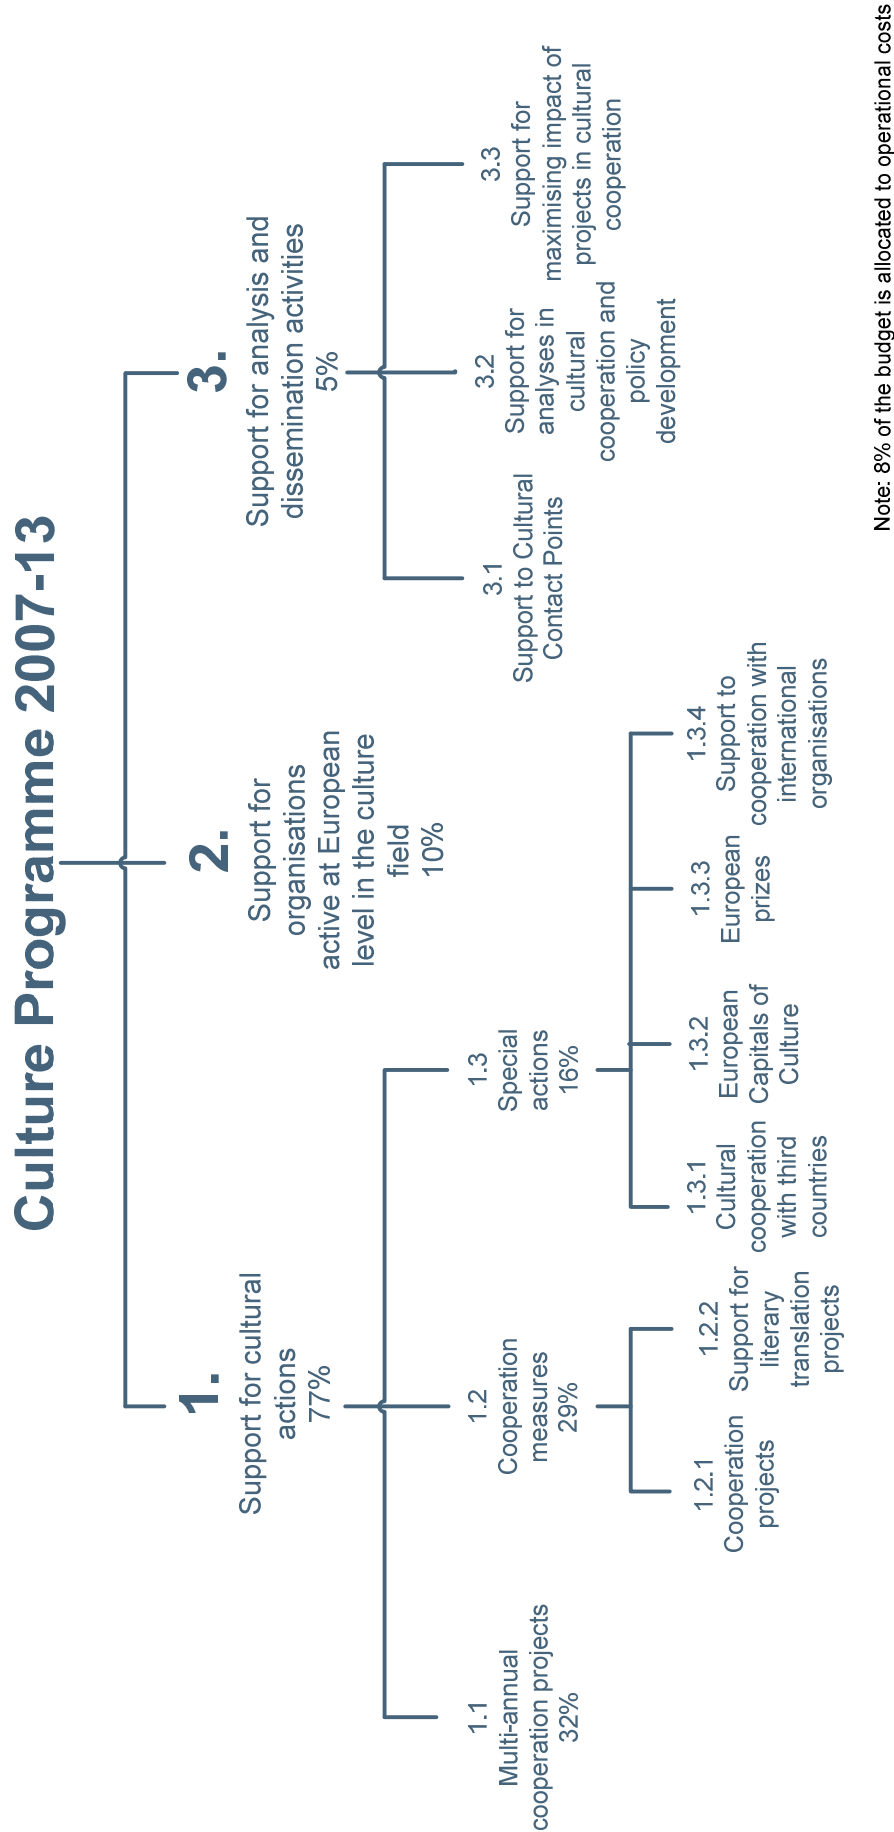 Culture Programme 2007-13
1.
Support for cultural
actions
77%
2.
Support for
organisations
active at European
level in the culture
field
10%
3.
Support for analysis and
dissemination activities
5%
1.1
Multi-annual
cooperation projects
32%
1.2
Cooperation
measures
29%
1.3
Special
actions
16%
3.1
Support to Cultural
Contact Points
3.2
Support for
analyses in
cultural
cooperation and
policy
development
3.3
Support for
maximising impact of
projects in cultural
cooperation
1.2.1
Cooperation
projects
1.2.2
Support for
literary
translation
projects
1.3.1
Cultural
cooperation
with third
countries
1.3.2
European
Capitals of
Culture
1.3.3
European
prizes
1.3.4
Support to
cooperation with
international
organisations
Note: 8% of the budget is allocated to operational costs